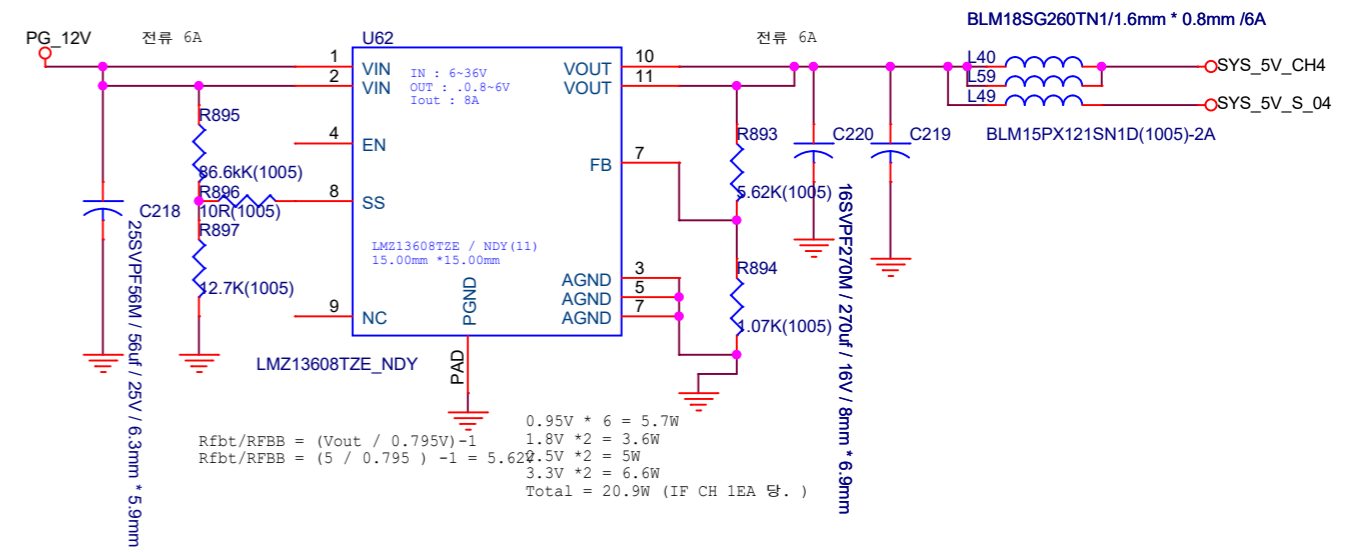 BLM18SG260TN1/1.6mm * 0.8mm /6A
PG_12V
전류 6A
U62
전류 6A
L40
SYS_5V_CH4
L59
L49
SYS_5V_S_04
BLM15PX121SN1D(1005)-2A
1
VIN
2
VIN
IN : 6~36V
OUT : .0.8~6V
Iout : 8A
VOUT
10
VOUT
11
R895
86.6kK(1005)
4
EN
R896
10R(1005)
8
SS
FB
7
R893
5.62K(1005)
C220
C219
16SVPF270M / 270uf / 16V / 8mm * 6.9mm
C218
25SVPF56M / 56uf / 25V / 6.3mm * 5.9mm
R897
12.7K(1005)
LMZ13608TZE / NDY(11)
15.00mm *15.00mm
R894
1.07K(1005)
AGND
3
AGND
5
AGND
7
9
NC
PGND
PAD
LMZ13608TZE_NDY
Rfbt/RFBB = (Vout / 0.795V)-1
Rfbt/RFBB = (5 / 0.795 ) -1 = 5.62
0.95V * 6 = 5.7W
1.8V *2 = 3.6W
2.5V *2 = 5W
3.3V *2 = 6.6W
Total = 20.9W (IF CH 1EA 당. )